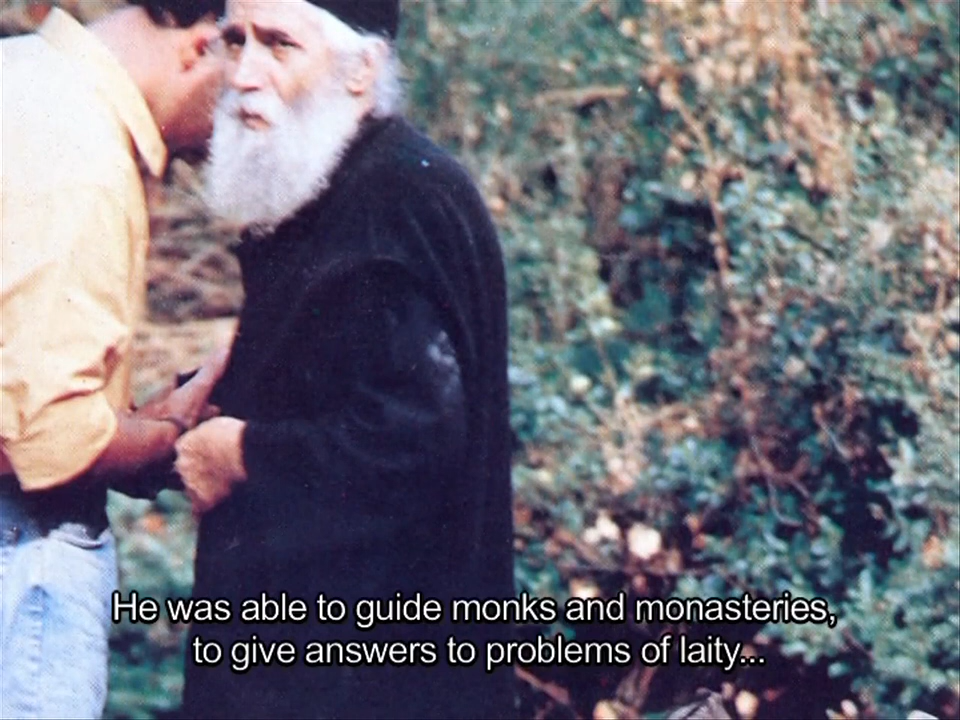 He was able to guide monks and monasteries,
to give answers to problems of laity...